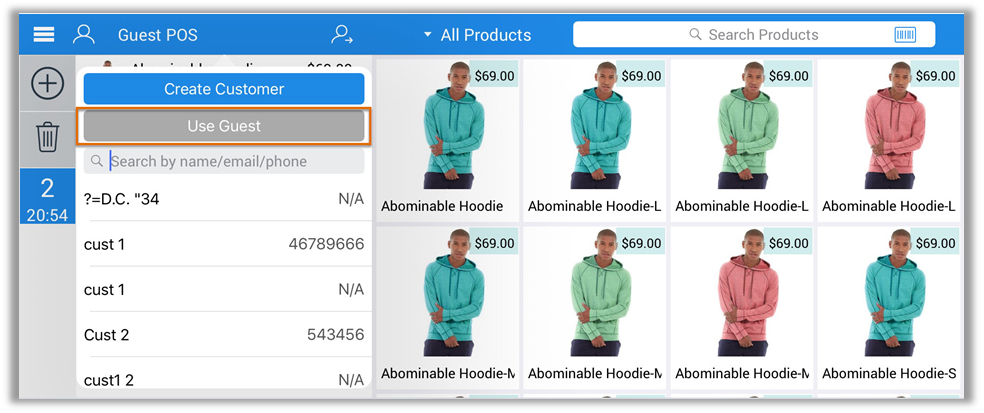 Guest POS
All Products
Search Products
Create Customer
Use Guest
Search by name/email/phone
?=D.C. "34 N/A
cust 1 46789666
cust 1 N/A
Cust 2 543456
cust1 2 N/A
2
20:54
$69.00 $69.00 $69.00 $69.00
Abominable Hoodie Abominable Hoodie-L Abominable Hoodie-L Abominable Hoodie-L
$69.00 $69.00 $69.00 $69.00
Abominable Hoodie-M Abominable Hoodie-M Abominable Hoodie-M Abominable Hoodie-S